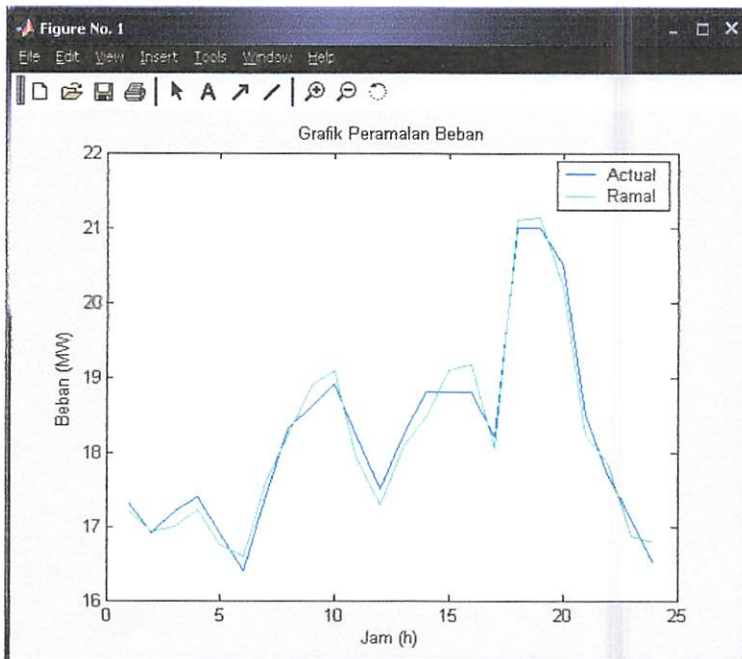 Figure No. 1
File Edit View Insert Tools Window Help
A
Grafik Peramalan Beban
22
21
20
19
18
17
16
Beban (MW)
Actual
Ramal
0 5 10 15 20 25
Jam (h)